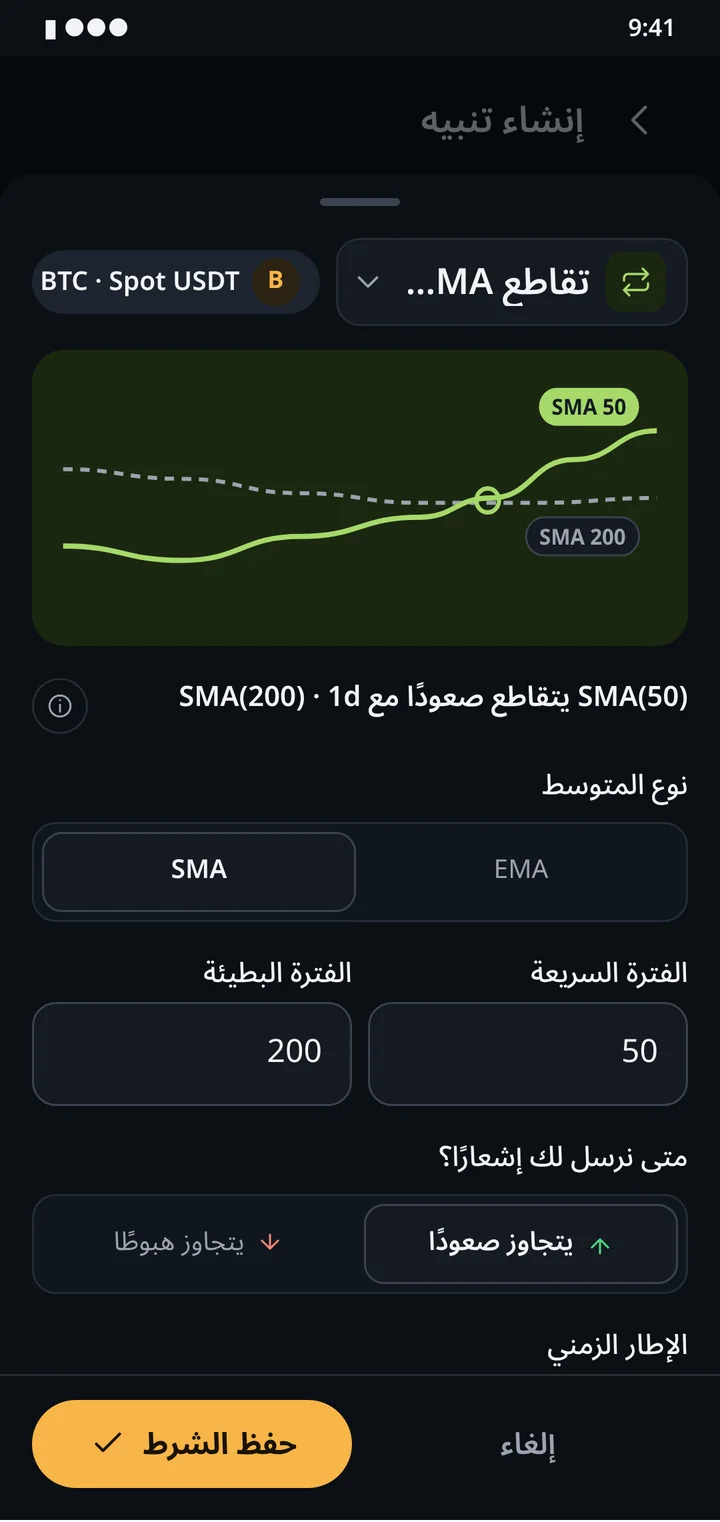 9:41
إنشاء تنبيه
تقاطع MA...
B BTC · Spot USDT
SMA 50
SMA 200
SMA(50) يتقاطع صعودًا مع SMA(200) · 1d
نوع المتوسط
EMA SMA
الفترة السريعة الفترة البطيئة
50 200
متى نرسل لك إشعارًا؟
يتجاوز صعودًا يتجاوز هبوطًا
الإطار الزمني
إلغاء حفظ الشرط